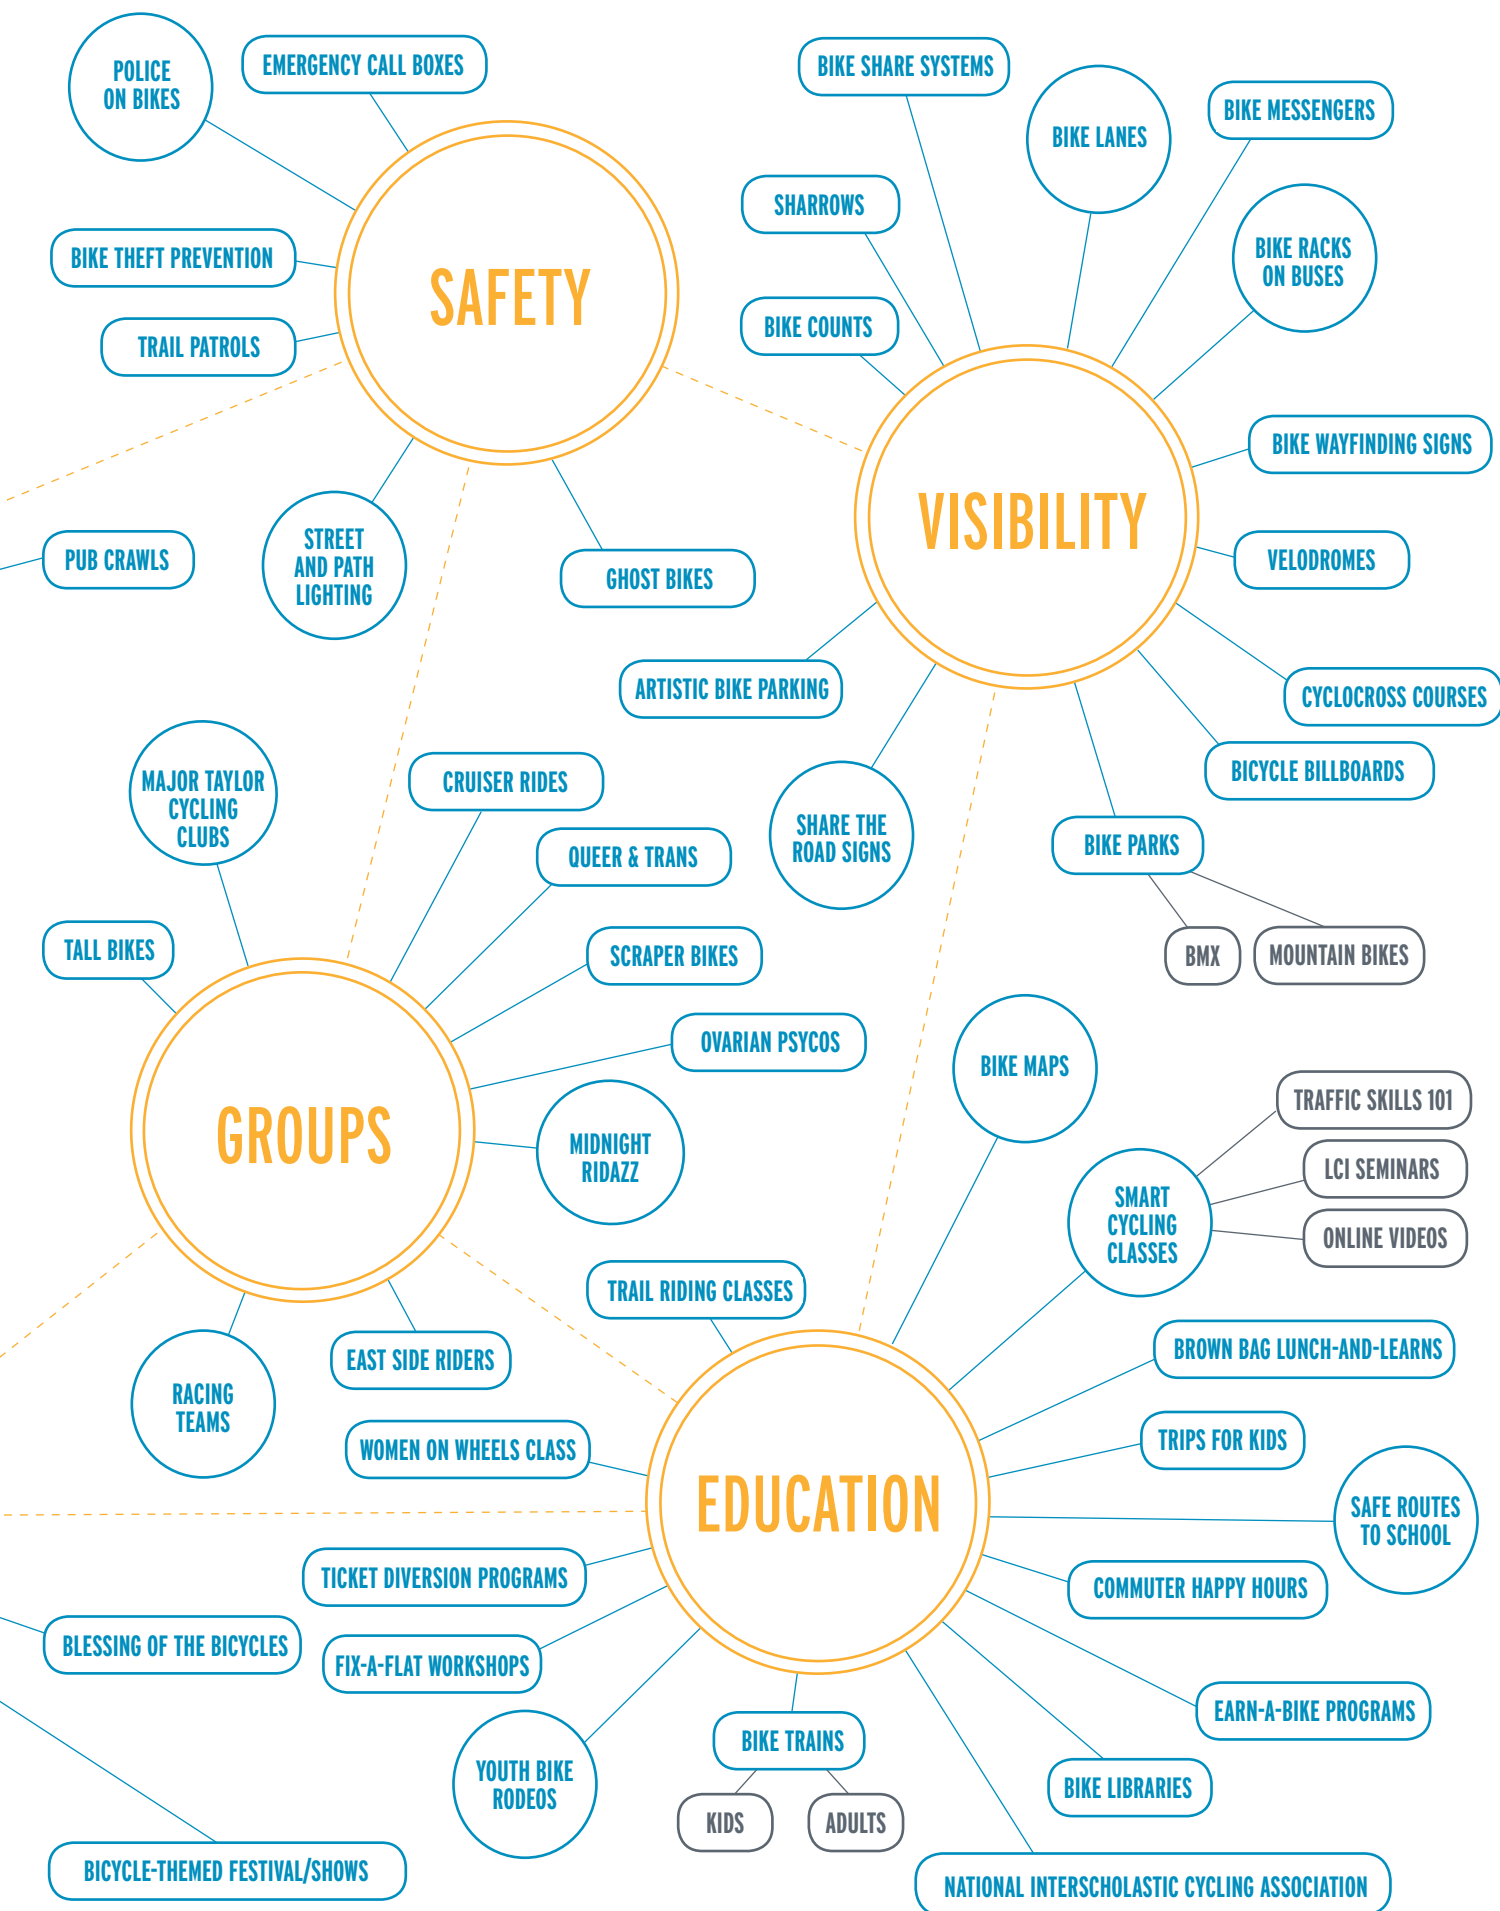 POLICE
ON BIKES
EMERGENCY CALL BOXES
BIKE THEFT PREVENTION
TRAIL PATROLS
SAFETY
STREET
AND PATH
LIGHTING
GHOST BIKES
PUB CRAWLS
BIKE SHARE SYSTEMS
BIKE LANES
BIKE MESSENGERS
SHARROWS
BIKE RACKS
ON BUSES
BIKE COUNTS
BIKE WAYFINDING SIGNS
VISIBILITY
VELODROMES
ARTISTIC BIKE PARKING
CYCLOCROSS COURSES
BICYCLE BILLBOARDS
SHARE THE
ROAD SIGNS
BIKE PARKS
BMX
MOUNTAIN BIKES
MAJOR TAYLOR
CYCLING
CLUBS
CRUISER RIDES
QUEER & TRANS
TALL BIKES
SCRAPER BIKES
OVARIAN PSYCOS
GROUPS
MIDNIGHT
RIDAZZ
RACING
TEAMS
EAST SIDE RIDERS
BIKE MAPS
TRAFFIC SKILLS 101
LCI SEMINARS
ONLINE VIDEOS
SMART
CYCLING
CLASSES
TRAIL RIDING CLASSES
BROWN BAG LUNCH-AND-LEARNS
WOMEN ON WHEELS CLASS
TRIPS FOR KIDS
EDUCATION
SAFE ROUTES
TO SCHOOL
TICKET DIVERSION PROGRAMS
COMMUTER HAPPY HOURS
BLESSING OF THE BICYCLES
FIX-A-FLAT WORKSHOPS
EARN-A-BIKE PROGRAMS
YOUTH BIKE
RODEOS
BIKE TRAINS
KIDS
ADULTS
BIKE LIBRARIES
BICYCLE-THEMED FESTIVAL/SHOWS
NATIONAL INTERSCHOLASTIC CYCLING ASSOCIATION